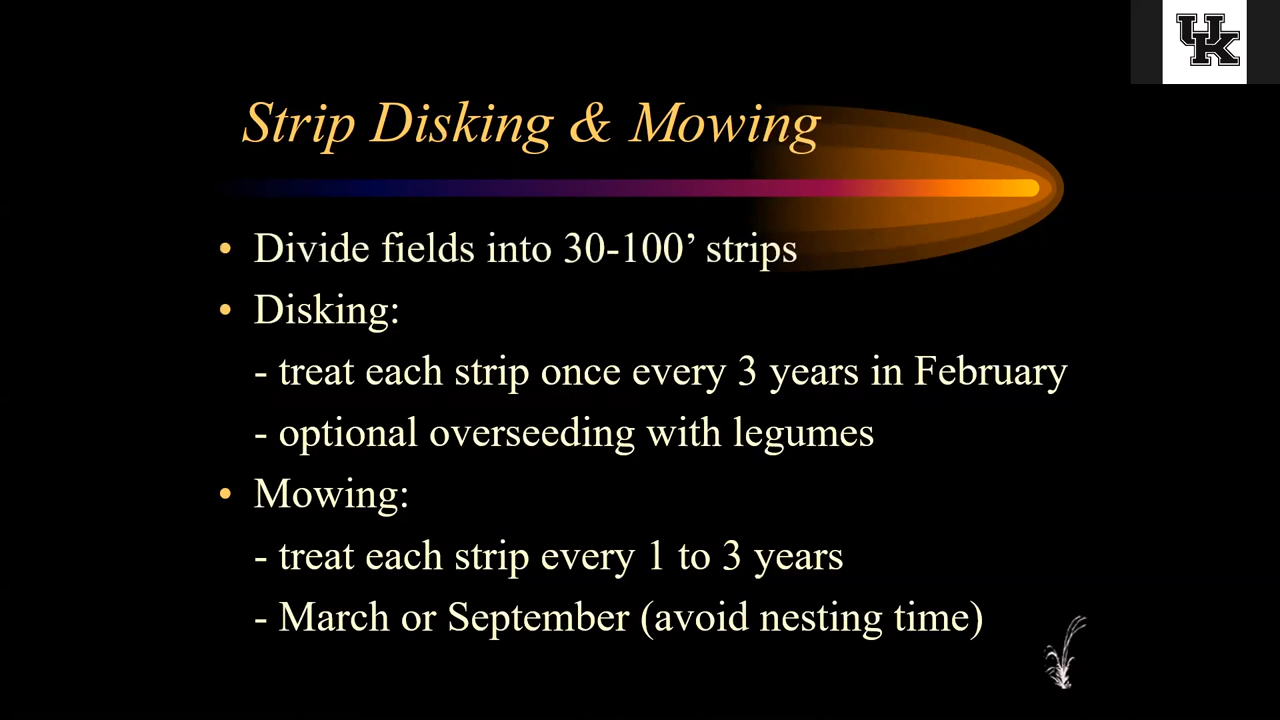 UK
Strip Disking & Mowing
• Divide fields into 30-100’ strips
• Disking:
- treat each strip once every 3 years in February
- optional overseeding with legumes
• Mowing:
- treat each strip every 1 to 3 years
- March or September (avoid nesting time)